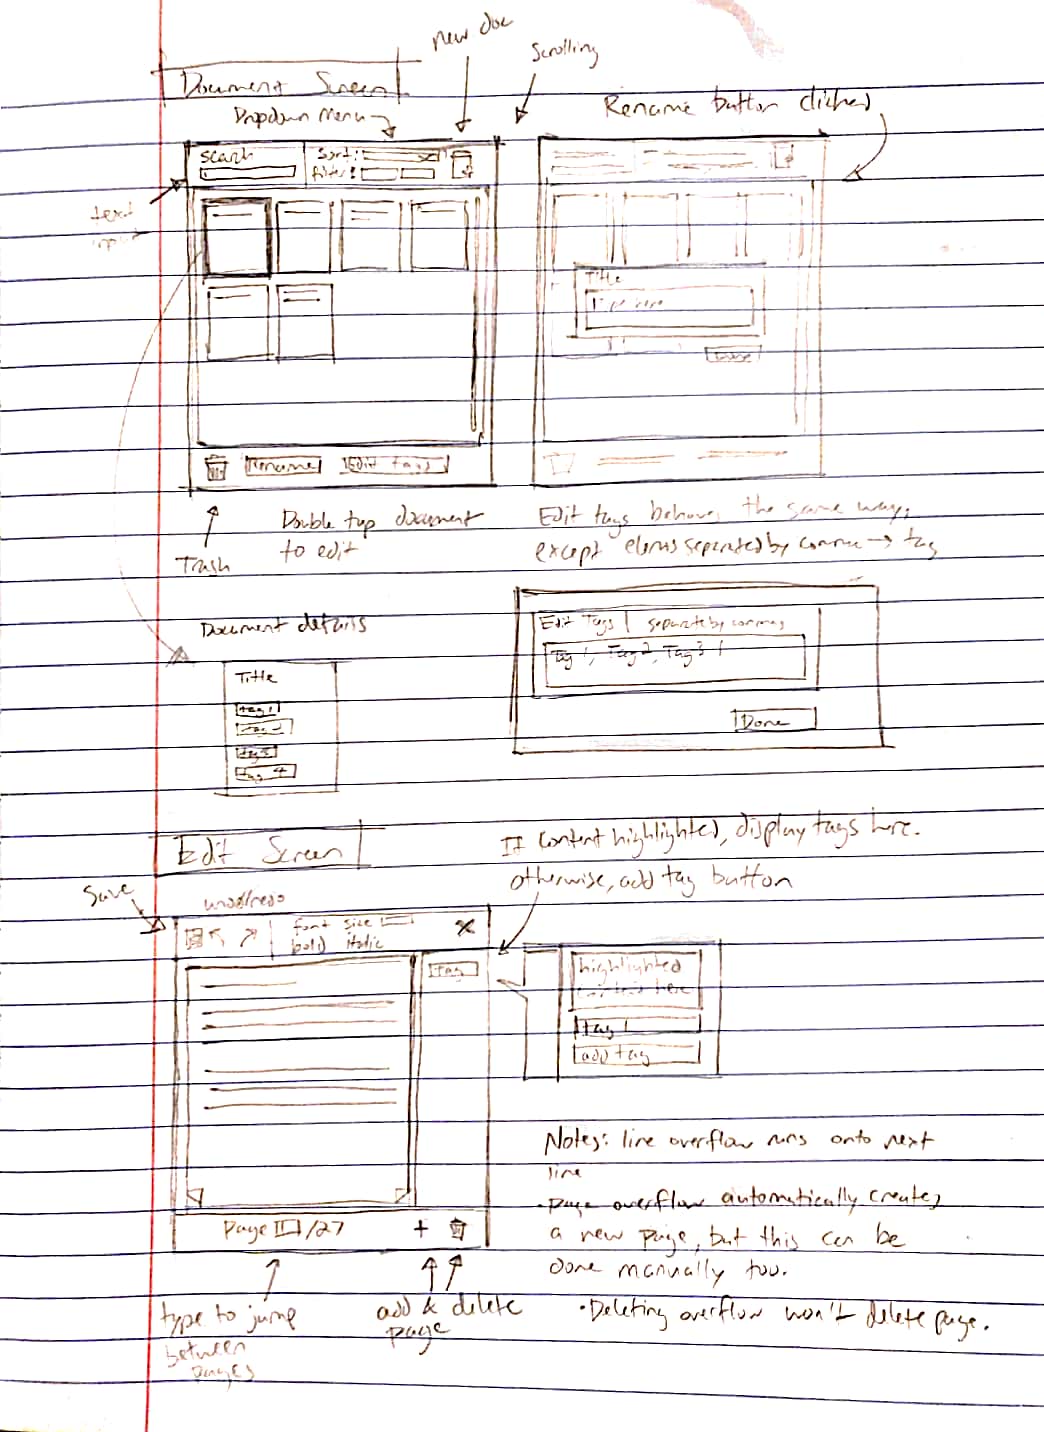 new doc
Scrolling
Document Screen
Dropdown menu
Rename button clicked
search
Sort:
filter:
text
input
Title
Type here
Rename
Edit tags
Trash
Double tap document
to edit
Edit tags behaves the same way,
except elems separated by comma → tag
Document details
Title
tag 1
tag 2
tag 3
tag 4
Edit Tags | separate by commas
Tag 1, Tag 2, Tag 3
Done
Edit Screen
If content highlighted, display tags here.
otherwise, add tag button
Save
undo/redo
font size
bold italic
X
tag
highlighted
content here
tag 1
add tag
Page /27
+
type to jump
between
pages
add & delete
page
Notes: line overflow runs onto next
line
• page overflow automatically creates
a new page, but this can be
done manually too.
• Deleting overflow won't delete page.